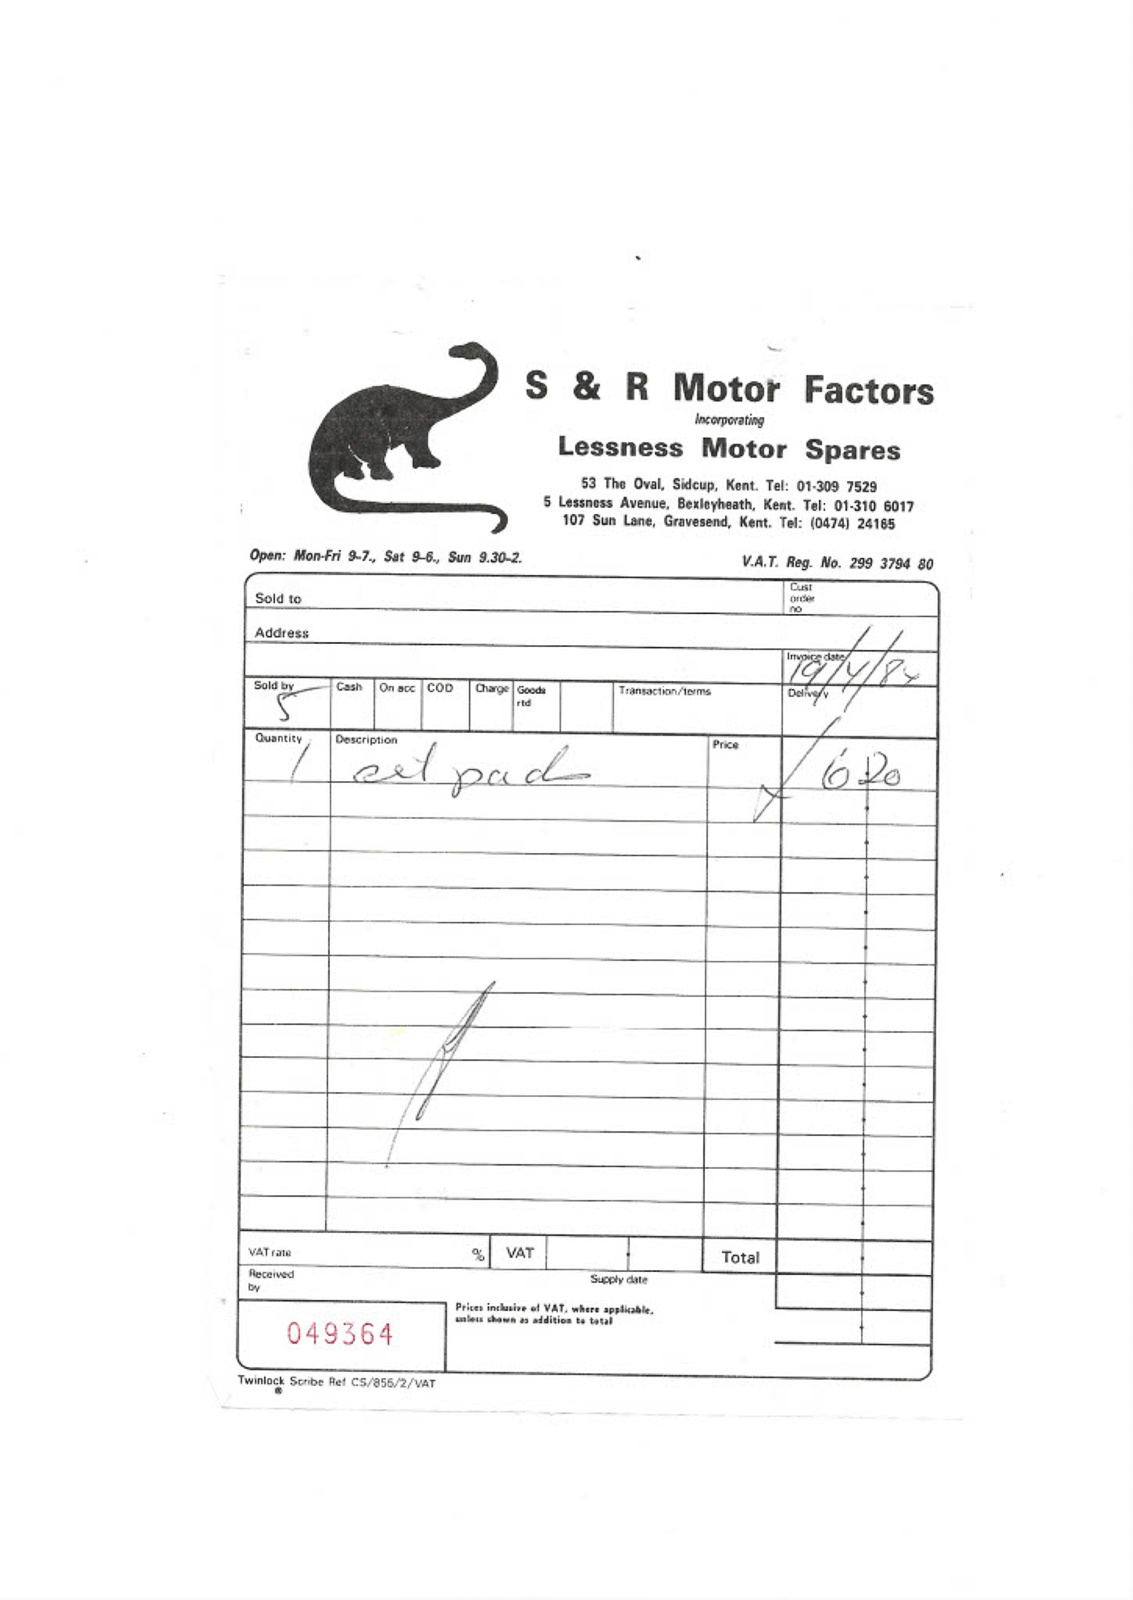 S & R Motor Factors
Incorporating
Lessness Motor Spares
53 The Oval, Sidcup, Kent. Tel: 01-309 7529
5 Lessness Avenue, Bexleyheath, Kent. Tel: 01-310 6017
107 Sun Lane, Gravesend, Kent. Tel: (0474) 24165
Open: Mon-Fri 9-7., Sat 9-6., Sun 9.30-2.
V.A.T. Reg. No. 299 3794 80
Sold to
Cust order no
Address
Invoice date
19/4/84
Sold by
5
Cash
On acc
COD
Charge
Goods rtd
Transaction/terms
Delivery
Quantity
Description
Price
1 set pads 6 20
VAT rate % VAT Total
Received by
Supply date
Prices inclusive of VAT, where applicable,
unless shown as addition to total
049364
Twinlock Scribe Ref CS/855/2/VAT
®